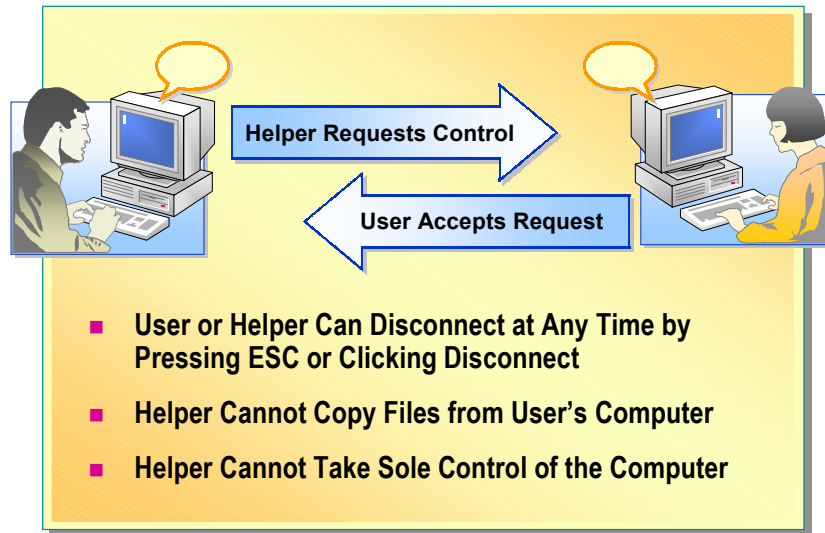 Helper Requests Control
User Accepts Request
User or Helper Can Disconnect at Any Time by
Pressing ESC or Clicking Disconnect
Helper Cannot Copy Files from User’s Computer
Helper Cannot Take Sole Control of the Computer